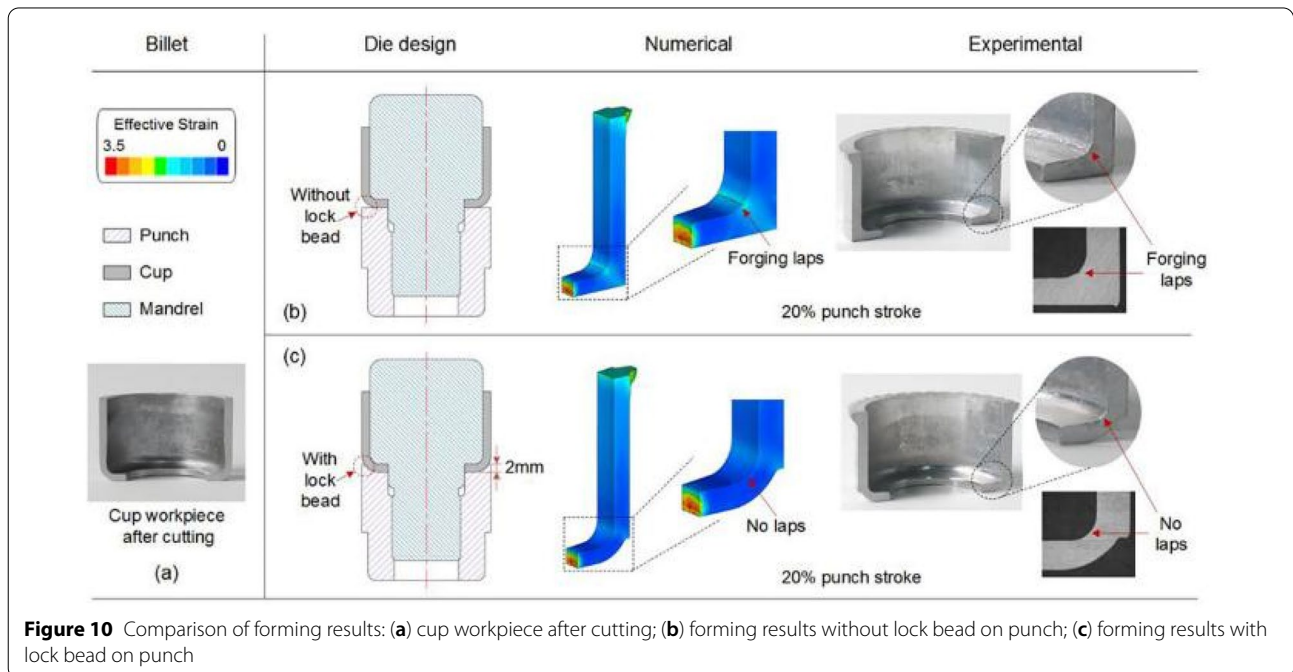 Billet
Die design
Numerical
Experimental
Effective Strain
3.5 0
Punch
Cup
Mandrel
Cup workpiece
after cutting
(a)
Without
lock
bead
(b)
Forging laps
20% punch stroke
Forging
laps
(c)
With
lock
bead
2mm
No laps
20% punch stroke
No
laps
Figure 10 Comparison of forming results: (a) cup workpiece after cutting; (b) forming results without lock bead on punch; (c) forming results with
lock bead on punch